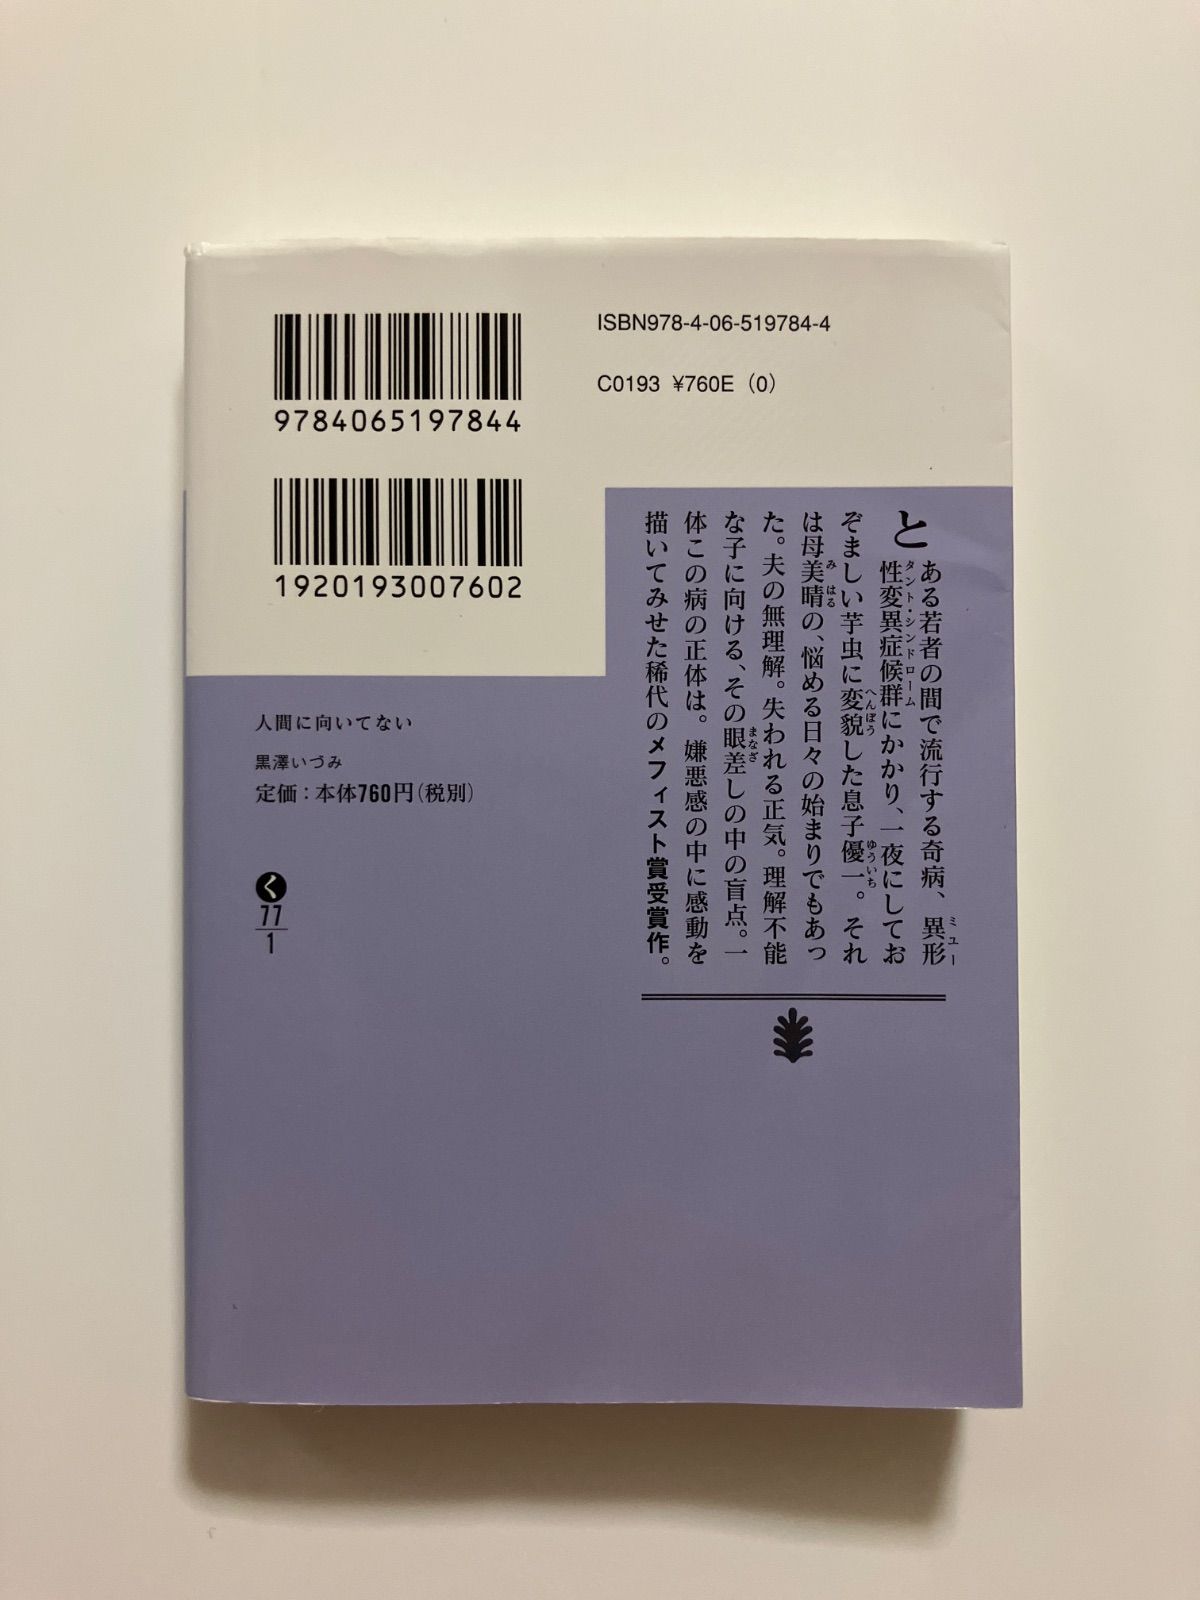 9784065197844
ISBN978-4-06-519784-4
C0193 ¥760E (0)
1920193007602
とある若者の間で流行する奇病、異形
性変異症候群にかかり、一夜にしてお
ぞましい芋虫に変貌した息子優一。それ
は母美晴の、悩める日々の始まりでもあっ
た。夫の無理解。失われる正気。理解不能
な子に向ける、その眼差しの中の盲点。一
体この病の正体は。嫌悪感の中に感動を
描いてみせた稀代のメフィスト賞受賞作。
ミュー
タント・シンドローム
へんぼう
ゆういち
み はる
まなざ
人間に向いてない
黒澤いづみ
定価：本体760円（税別）
く
77
1